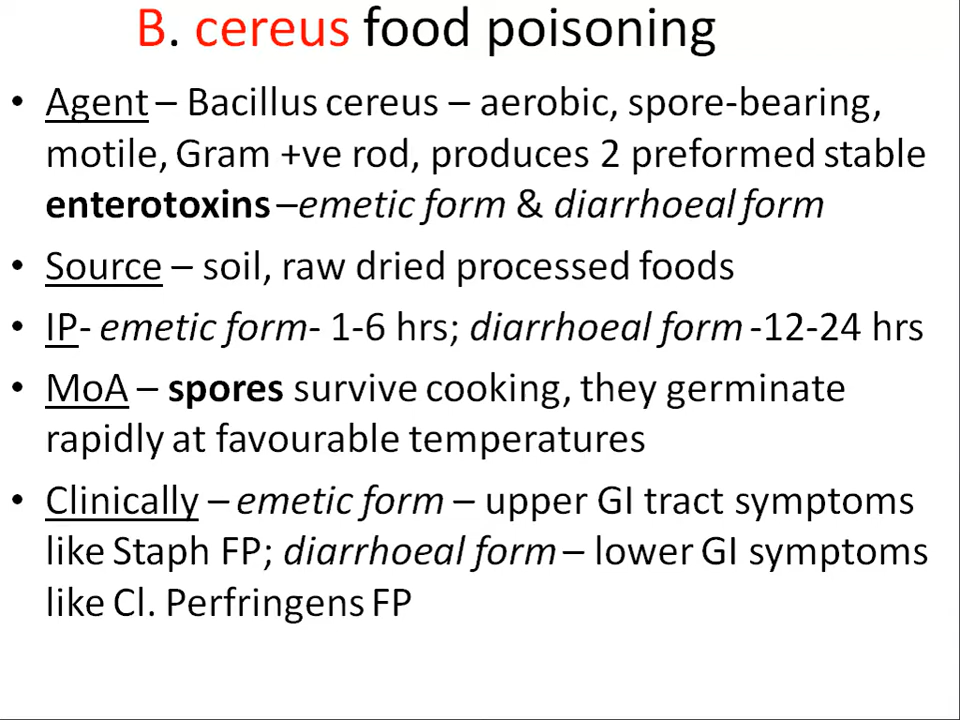 B. cereus food poisoning
• Agent – Bacillus cereus – aerobic, spore-bearing,
motile, Gram +ve rod, produces 2 preformed stable
enterotoxins –emetic form & diarrhoeal form
• Source – soil, raw dried processed foods
• IP- emetic form- 1-6 hrs; diarrhoeal form -12-24 hrs
• MoA – spores survive cooking, they germinate
rapidly at favourable temperatures
• Clinically – emetic form – upper GI tract symptoms
like Staph FP; diarrhoeal form – lower GI symptoms
like Cl. Perfringens FP